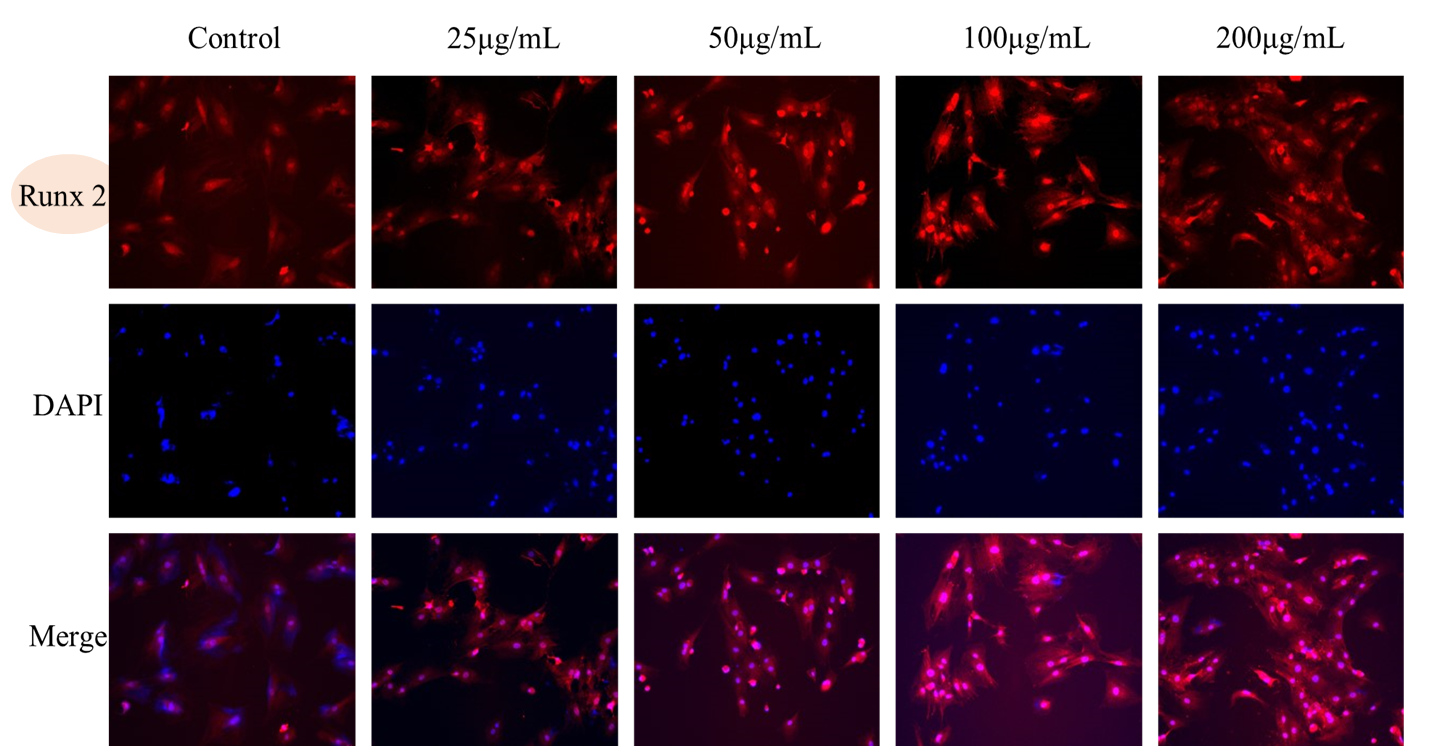 Control 25μg/mL 50μg/mL 100μg/mL 200μg/mL
Runx 2
DAPI
Merge